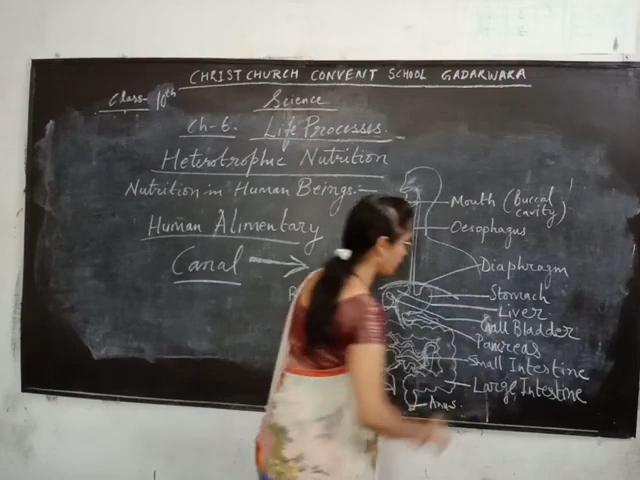 CHRIST CHURCH CONVENT SCHOOL GADARWARA
Class- 10th
Science
Ch-6. Life Processes.
Heterotrophic Nutrition
Nutrition in Human Beings:-
Human Alimentary
Canal
Mouth (Buccal
cavity)
Oesophagus
Diaphragm
Stomach
Liver
Gall Bladder
Pancreas
Small Intestine
Large Intestine
Anus.